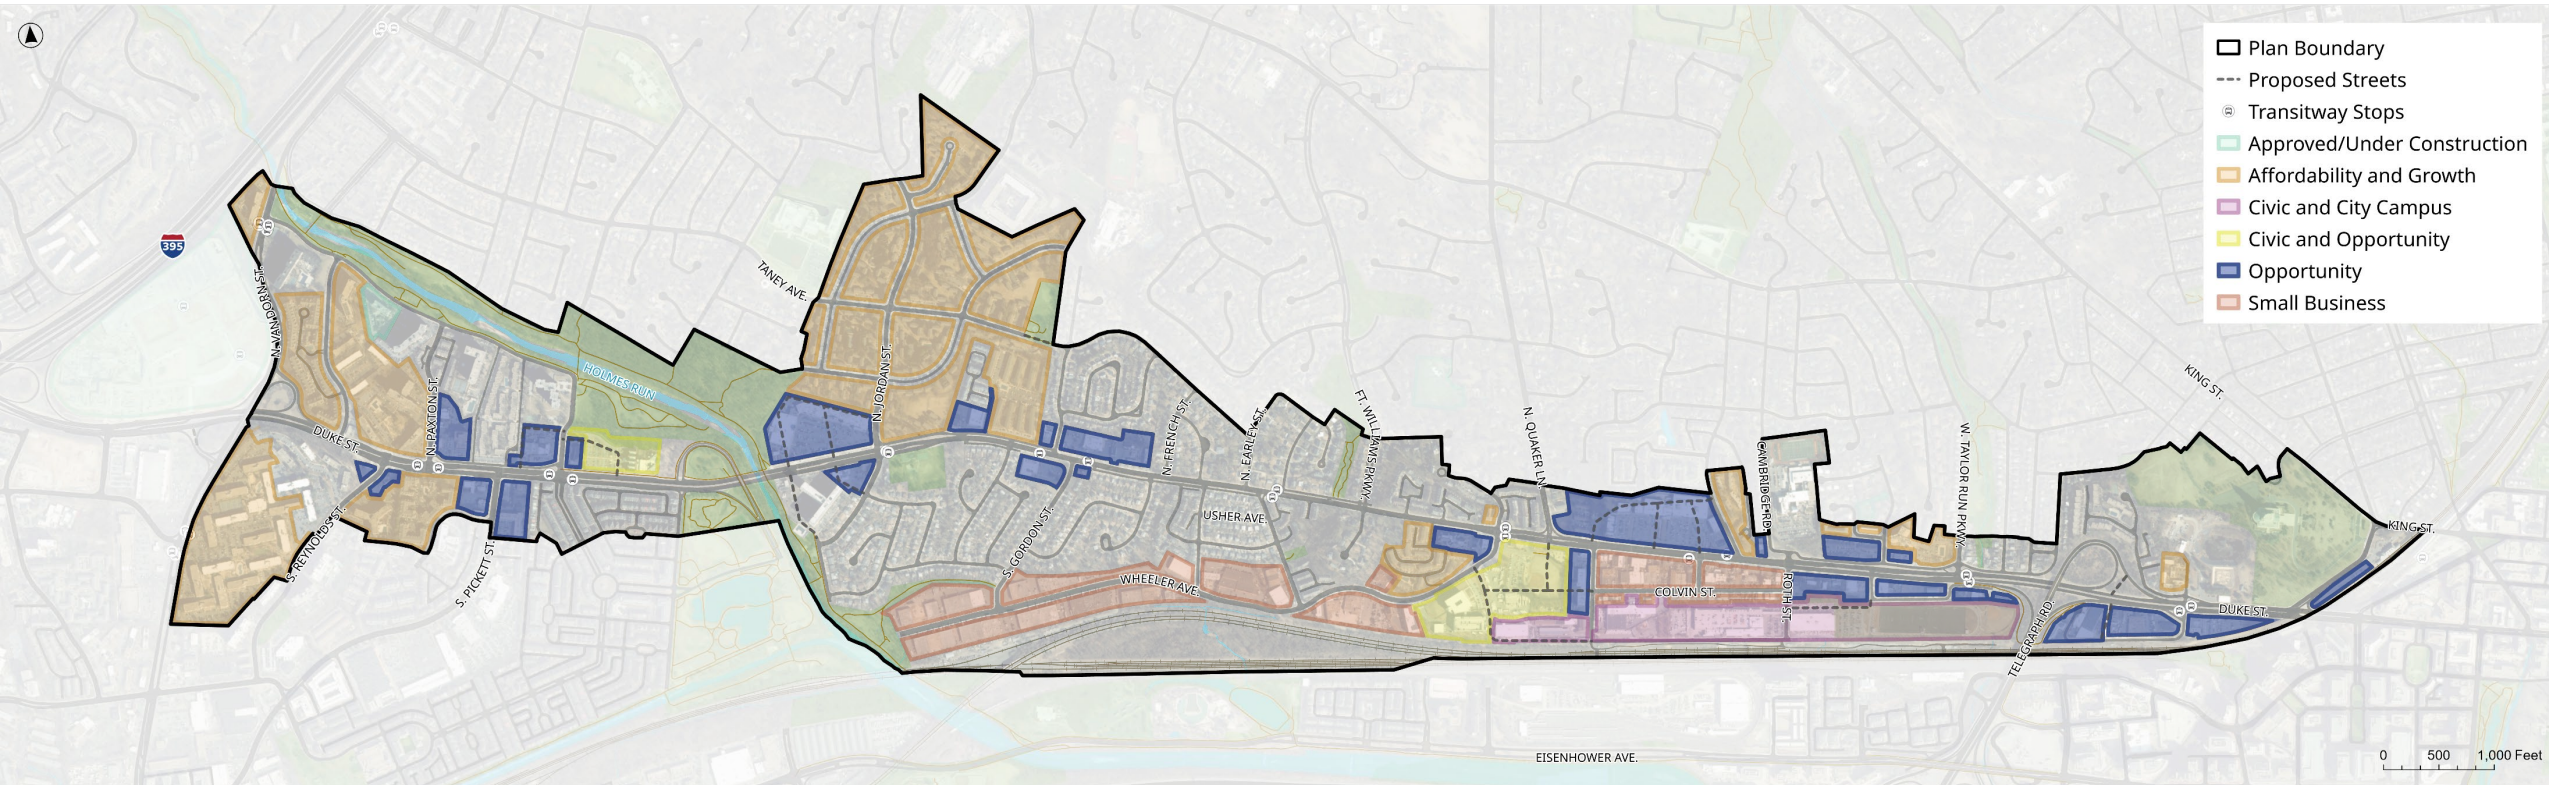 Plan Boundary
Proposed Streets
Transitway Stops
Approved/Under Construction
Affordability and Growth
Civic and City Campus
Civic and Opportunity
Opportunity
Small Business
395
N. VAN DORN ST.
TANEY AVE.
HOLMES RUN
N. JORDAN ST.
N. PAXTON ST.
DUKE ST.
S. REYNOLDS ST.
S. PICKETT ST.
S. GORDON ST.
N. FRENCH ST.
N. EARLEY ST.
FT. WILLIAMS PKWY.
USHER AVE.
WHEELER AVE.
N. QUAKER LN.
CAMBRIDGE RD.
COLVIN ST.
ROTH ST.
W. TAYLOR RUN PKWY.
TELEGRAPH RD.
DUKE ST.
KING ST.
KING ST.
EISENHOWER AVE.
0 500 1,000 Feet